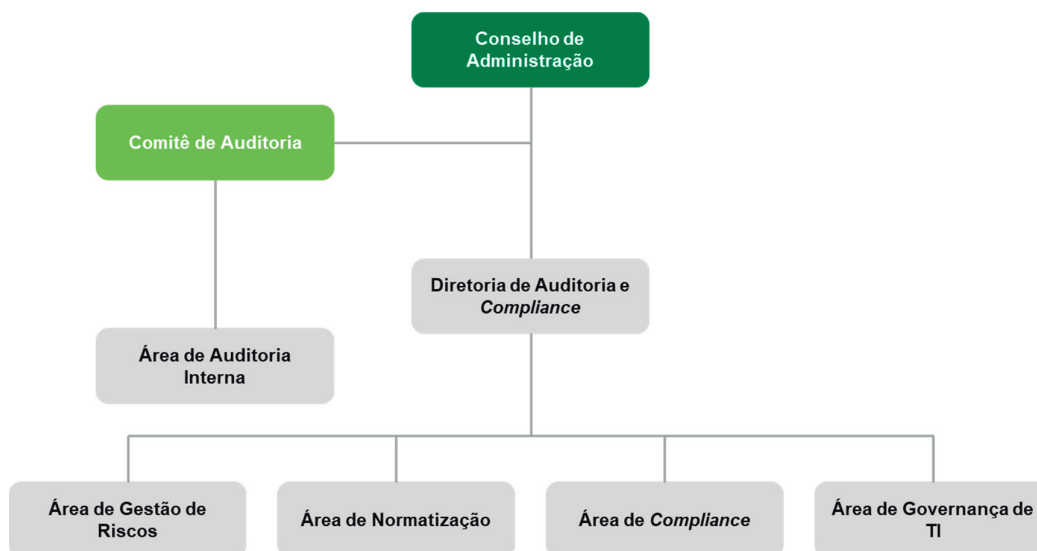 Conselho de
Administração
Comitê de Auditoria
Diretoria de Auditoria e
Compliance
Área de Auditoria
Interna
Área de Gestão de
Riscos
Área de Normatização
Área de Compliance
Área de Governança de
TI